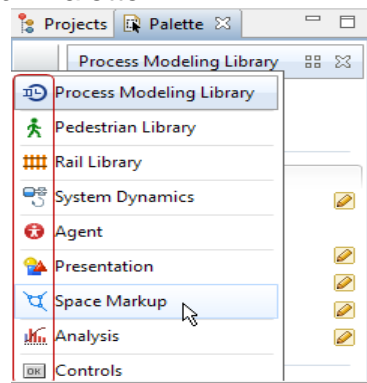 Projects Palette
Process Modeling Library
Process Modeling Library
Pedestrian Library
Rail Library
System Dynamics
Agent
Presentation
Space Markup
Analysis
OK Controls